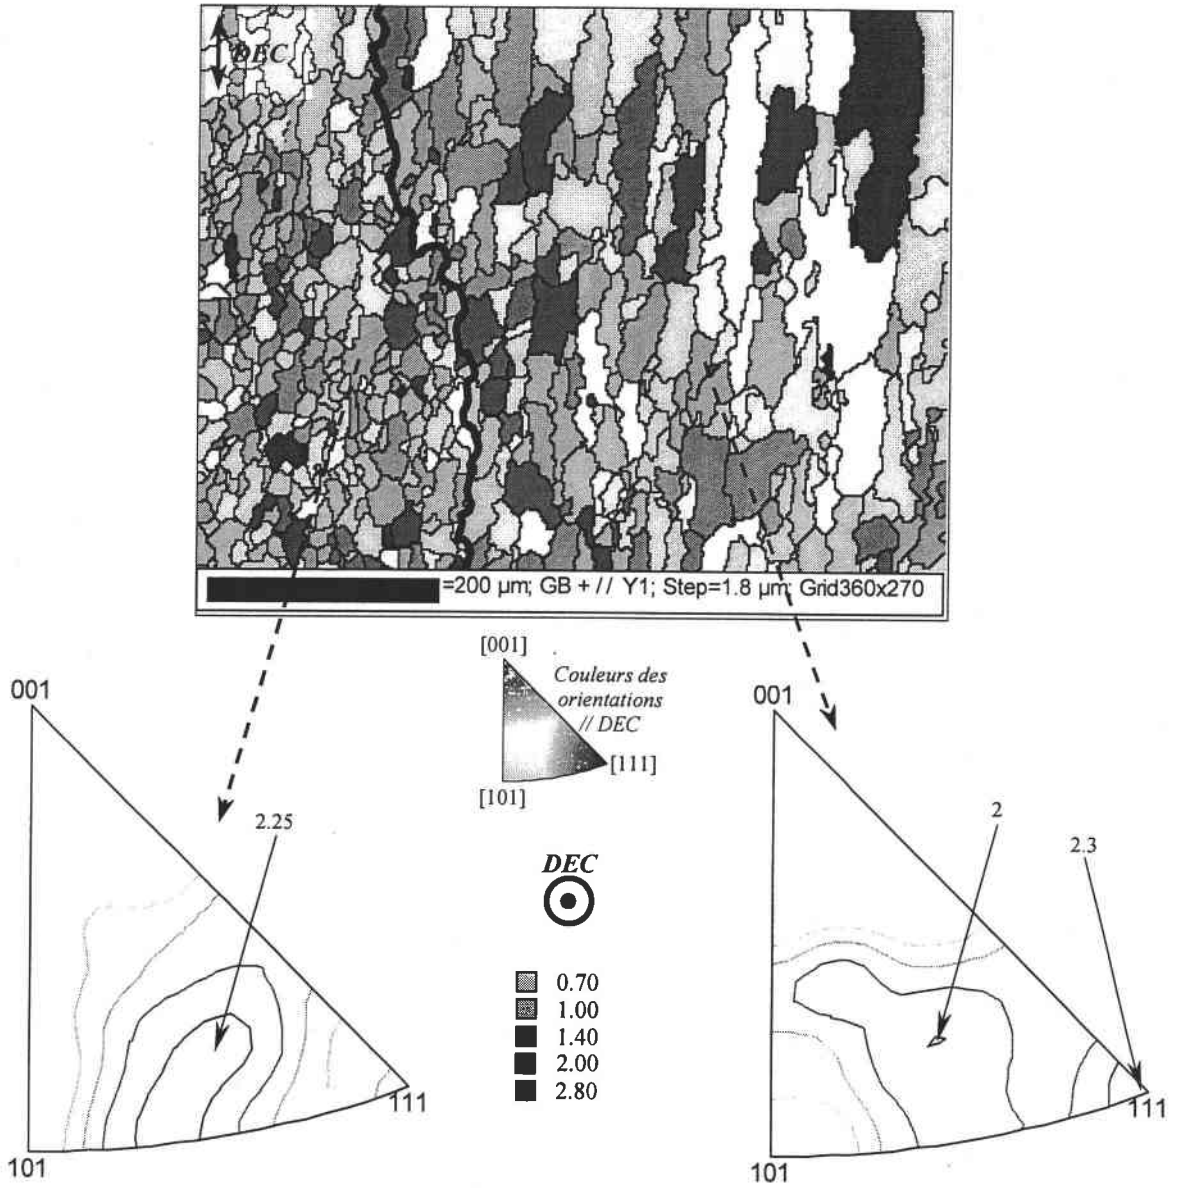 DEC
=200 µm; GB + // Y1; Step=1.8 µm; Grid360x270
[001]
Couleurs des
orientations
// DEC
[111]
[101]
001
2.25
111
101
DEC
0.70
1.00
1.40
2.00
2.80
001
2
2.3
111
101